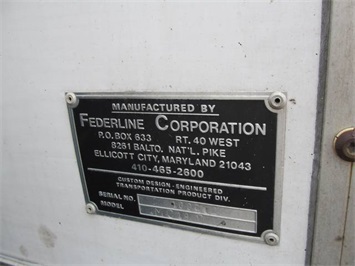 MANUFACTURED BY
FEDERLINE CORPORATION
P.O. BOX 633 RT. 40 WEST
8261 BALTO. NAT'L. PIKE
ELLICOTT CITY, MARYLAND 21043
410-465-2600
CUSTOM DESIGN - ENGINEERED
TRANSPORTATION PRODUCT DIV.
SERIAL NO.
MODEL